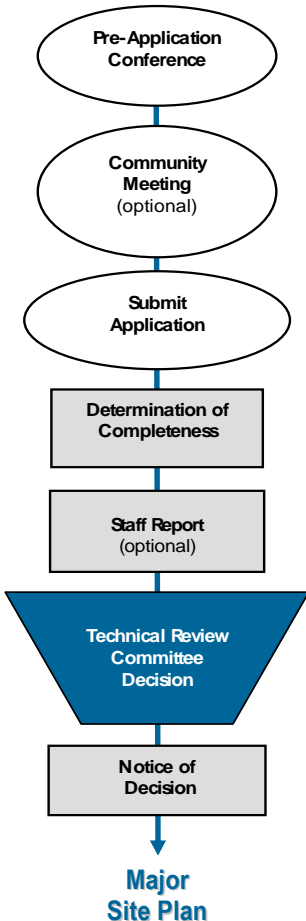 Pre-Application
Conference
Community
Meeting
(optional)
Submit
Application
Determination of
Completeness
Staff Report
(optional)
Technical Review
Committee
Decision
Notice of
Decision
Major
Site Plan